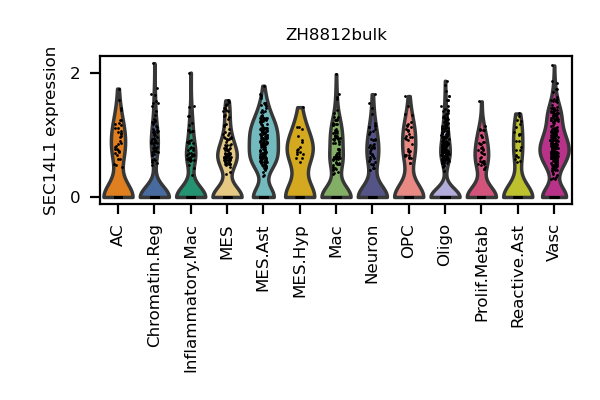 ZH8812bulk
SEC14L1 expression
2
0
AC
Chromatin.Reg
Inflammatory.Mac
MES
MES.Ast
MES.Hyp
Mac
Neuron
OPC
Oligo
Prolif.Metab
Reactive.Ast
Vasc